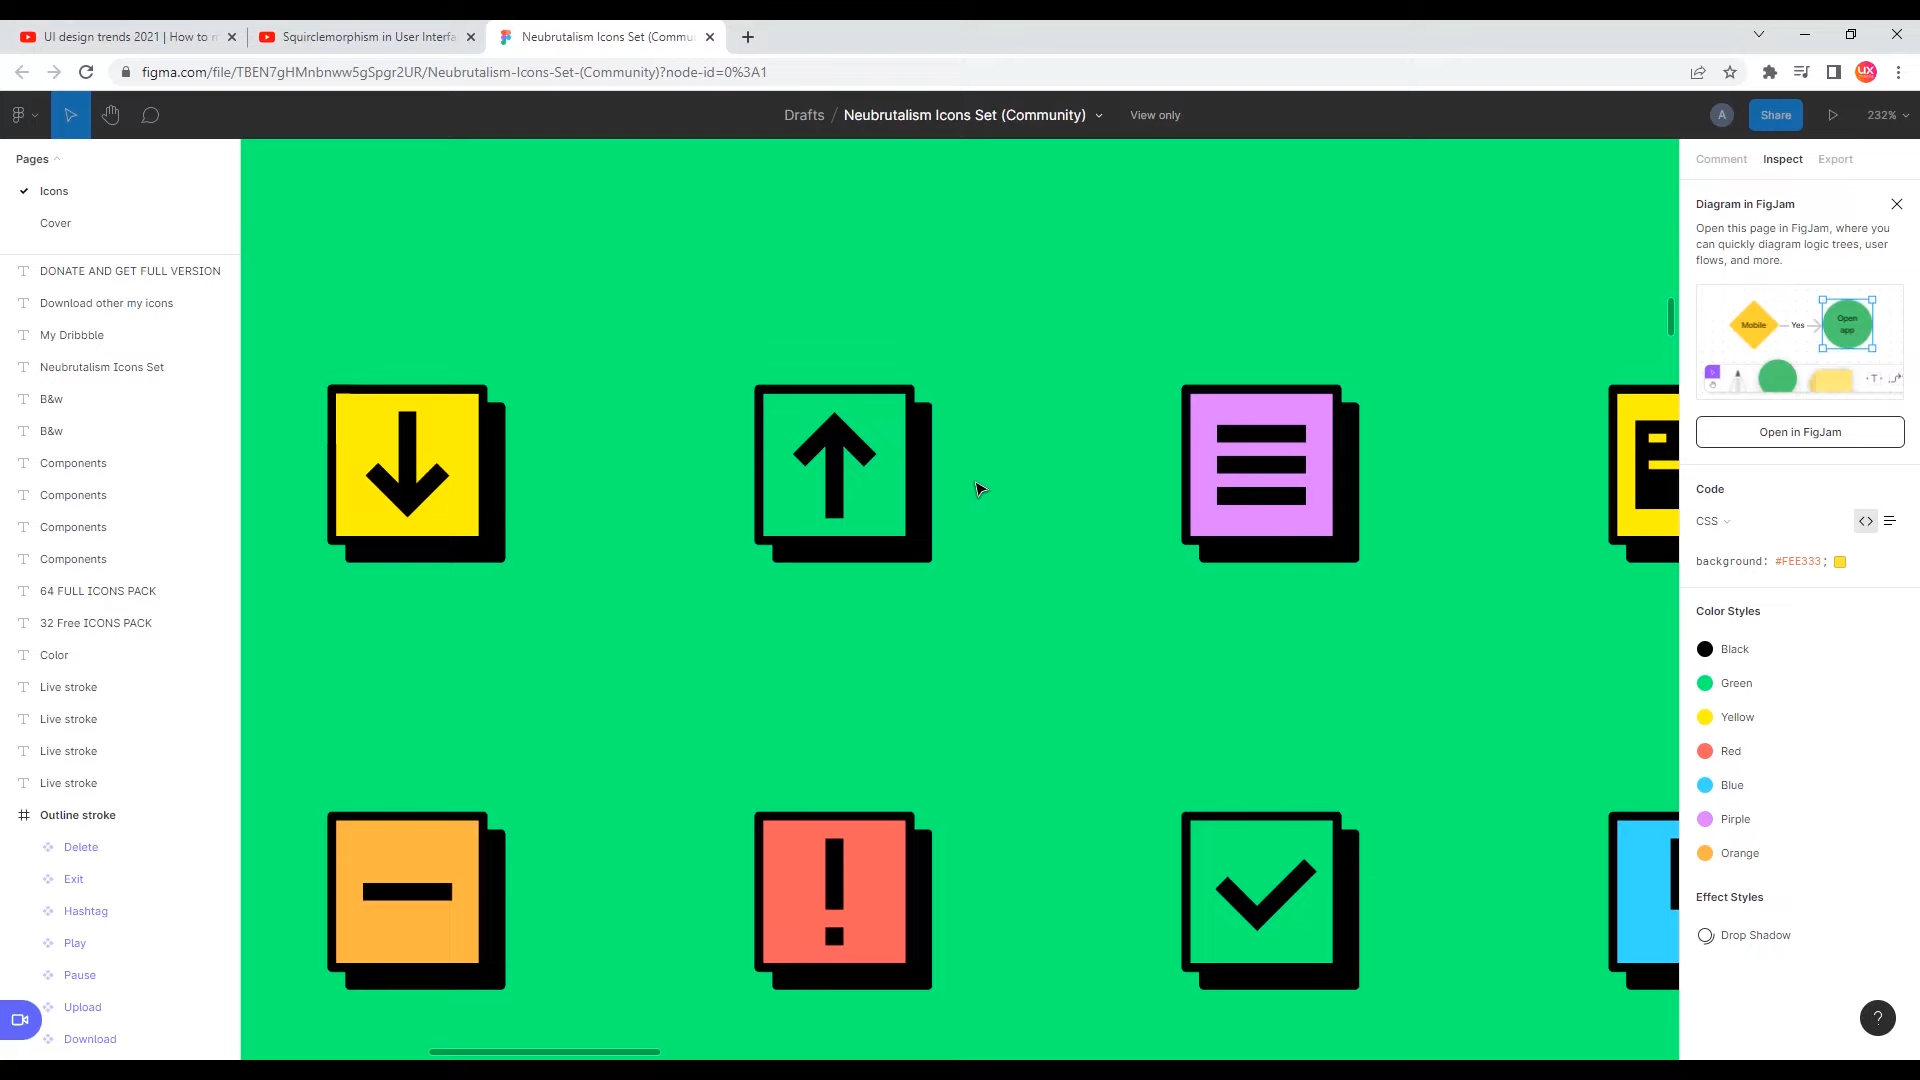 UI design trends 2021 | How to
Squirclemorphism in User Interfa
Neubrutalism Icons Set (Commu
figma.com/file/TBEN7gHMnbnww5gSpgr2UR/Neubrutalism-Icons-Set-(Community)?node-id=0%3A1
UX
Drafts / Neubrutalism Icons Set (Community)
View only
A
Share
232%
Pages
Icons
Cover
DONATE AND GET FULL VERSION
Download other my icons
My Dribbble
Neubrutalism Icons Set
B&w
B&w
Components
Components
Components
Components
64 FULL ICONS PACK
32 Free ICONS PACK
Color
Live stroke
Live stroke
Live stroke
Live stroke
Outline stroke
Delete
Exit
Hashtag
Play
Pause
Upload
Download
Comment Inspect Export
Diagram in FigJam
Open this page in FigJam, where you
can quickly diagram logic trees, user
flows, and more.
Mobile
Yes
Open
app
Open in FigJam
Code
CSS
background: #FEE333;
Color Styles
Black
Green
Yellow
Red
Blue
Pirple
Orange
Effect Styles
Drop Shadow
?